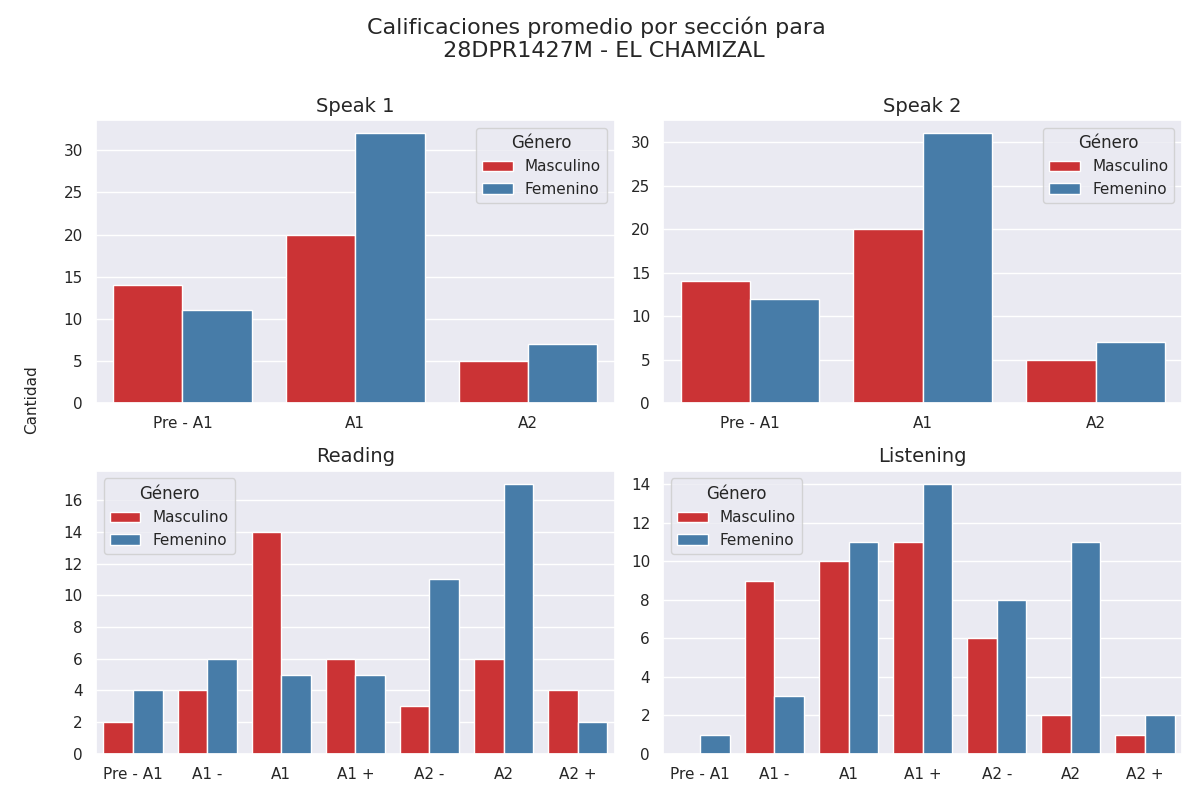 Calificaciones promedio por sección para
28DPR1427M - EL CHAMIZAL
Speak 1
30
25
20
15
10
5
0
Pre - A1
A1
A2
Género
Masculino
Femenino
Speak 2
30
25
20
15
10
5
0
Pre - A1
A1
A2
Género
Masculino
Femenino
Cantidad
Reading
16
14
12
10
8
6
4
2
0
Pre - A1
A1 -
A1
A1 +
A2 -
A2
A2 +
Género
Masculino
Femenino
Listening
14
12
10
8
6
4
2
0
Pre - A1
A1 -
A1
A1 +
A2 -
A2
A2 +
Género
Masculino
Femenino